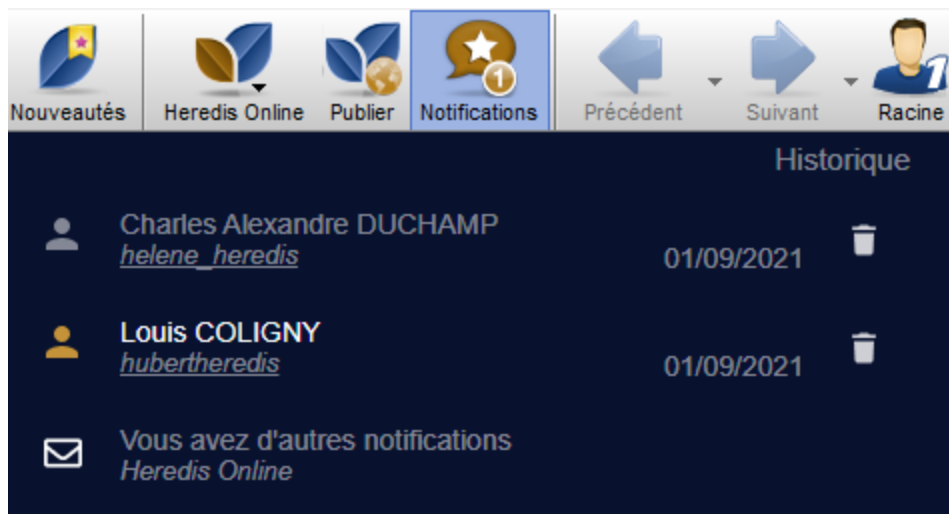 Nouveautés
Heredis Online
Publier
1
Notifications
Précédent
Suivant
1
Racine
Historique
Charles Alexandre DUCHAMP
helene_heredis
01/09/2021
Louis COLIGNY
hubertheredis
01/09/2021
Vous avez d'autres notifications
Heredis Online